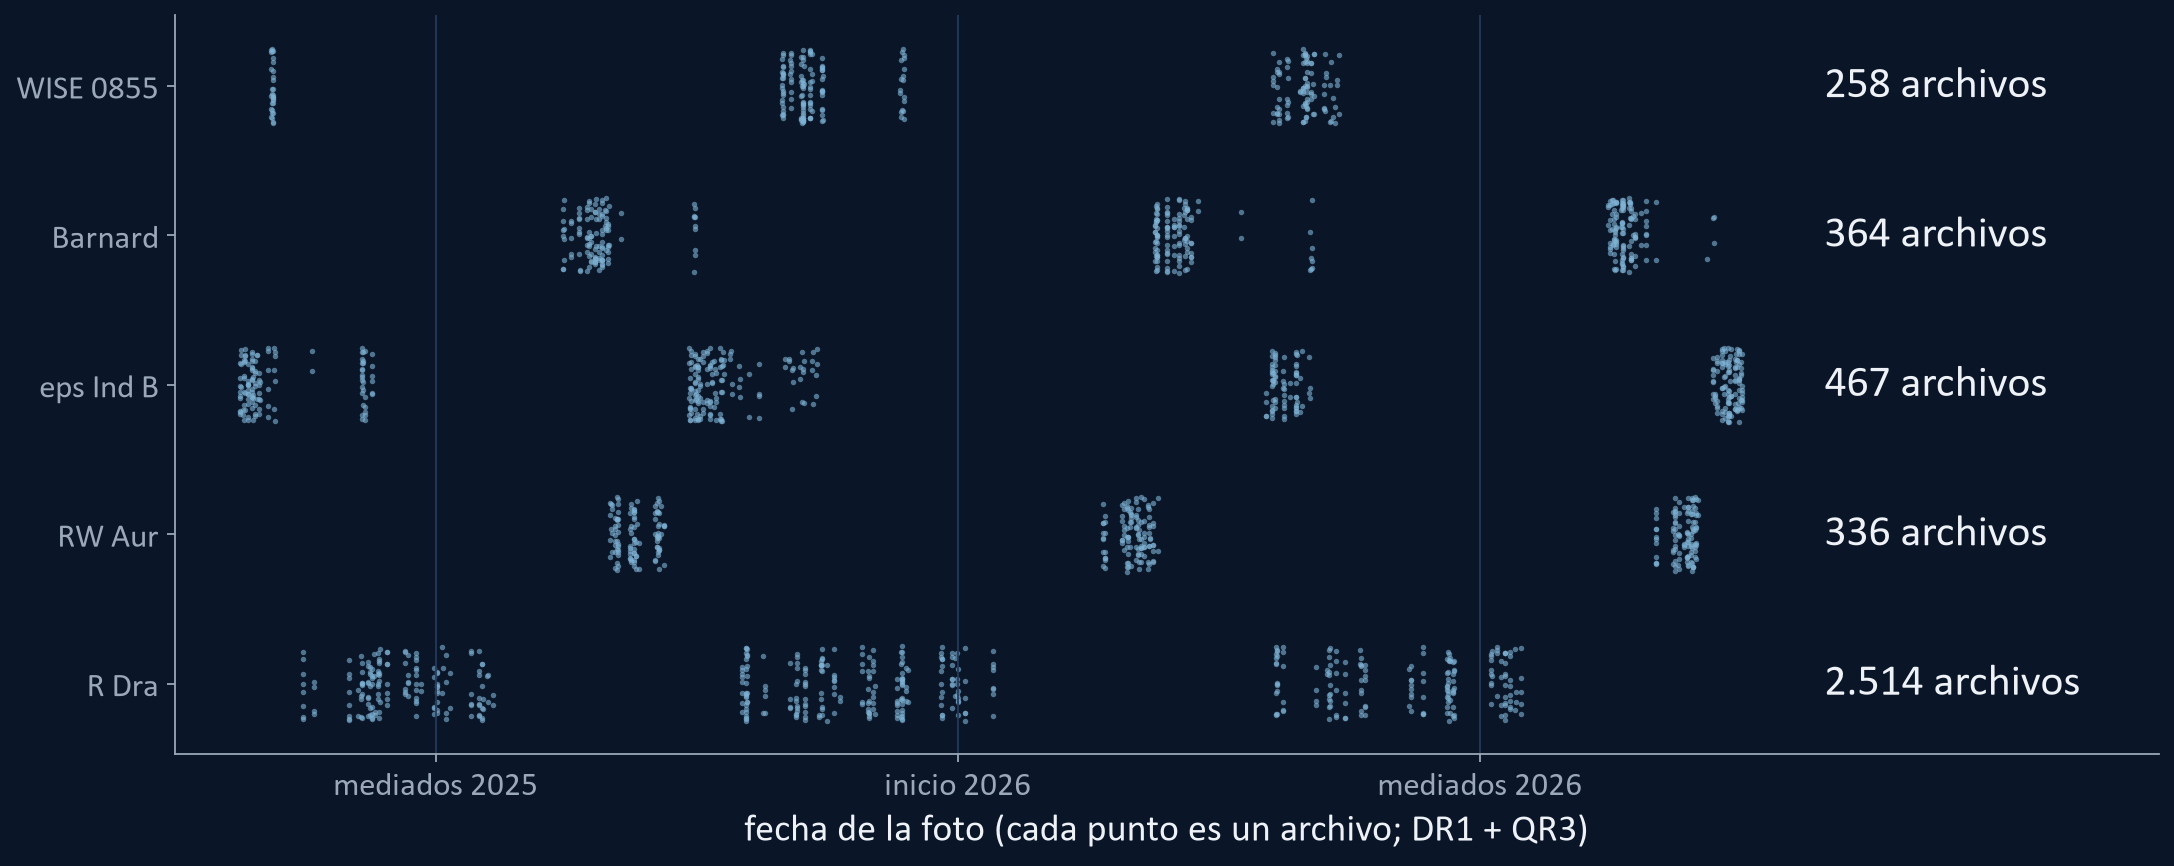 WISE 0855
258 archivos
Barnard
364 archivos
eps Ind B
467 archivos
RW Aur
336 archivos
R Dra
2.514 archivos
mediados 2025
inicio 2026
mediados 2026
fecha de la foto (cada punto es un archivo; DR1 + QR3)